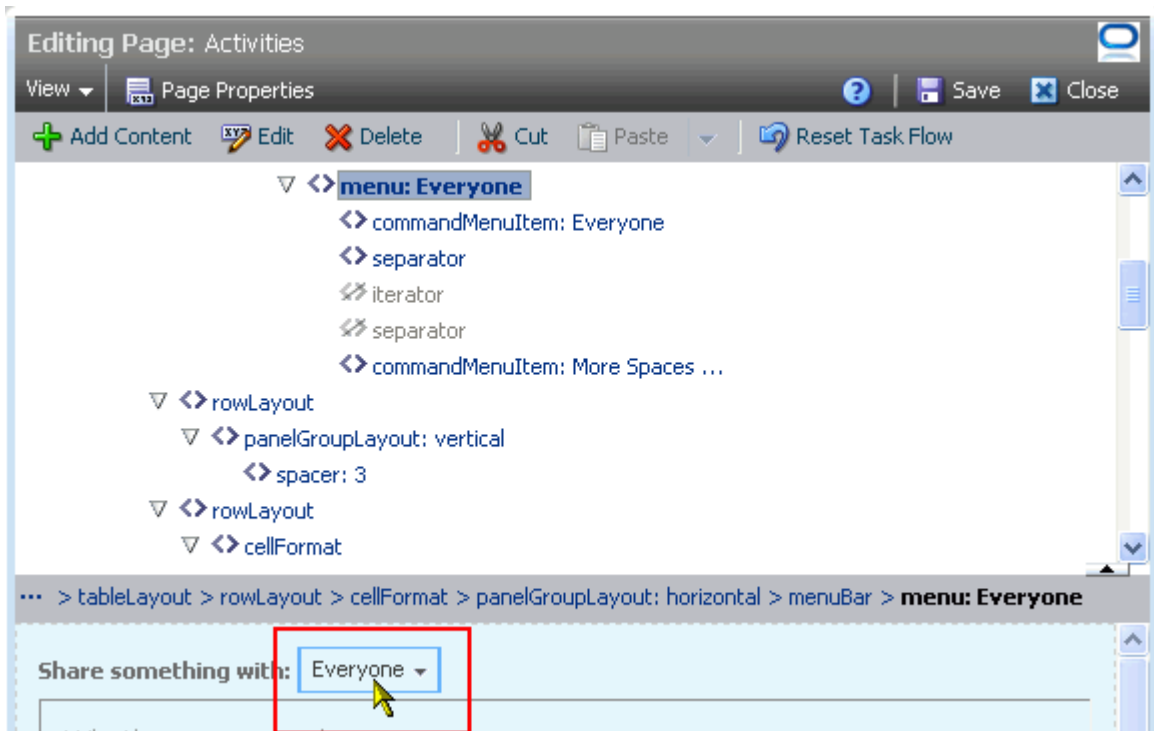 Editing Page: Activities
View Page Properties Save Close
Add Content Edit Delete Cut Paste Reset Task Flow
menu: Everyone
commandMenuItem: Everyone
separator
iterator
separator
commandMenuItem: More Spaces ...
rowLayout
panelGroupLayout: vertical
spacer: 3
rowLayout
cellFormat
... > tableLayout > rowLayout > cellFormat > panelGroupLayout: horizontal > menuBar > menu: Everyone
Share something with: Everyone